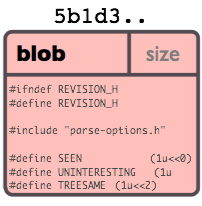 5b1d3..
blob size
#ifndef REVISION_H
#define REVISION_H
#include "parse-options.h"
#define SEEN (1u<<0)
#define UNINTERESTING (1u
#define TREESAME (1u<<2)